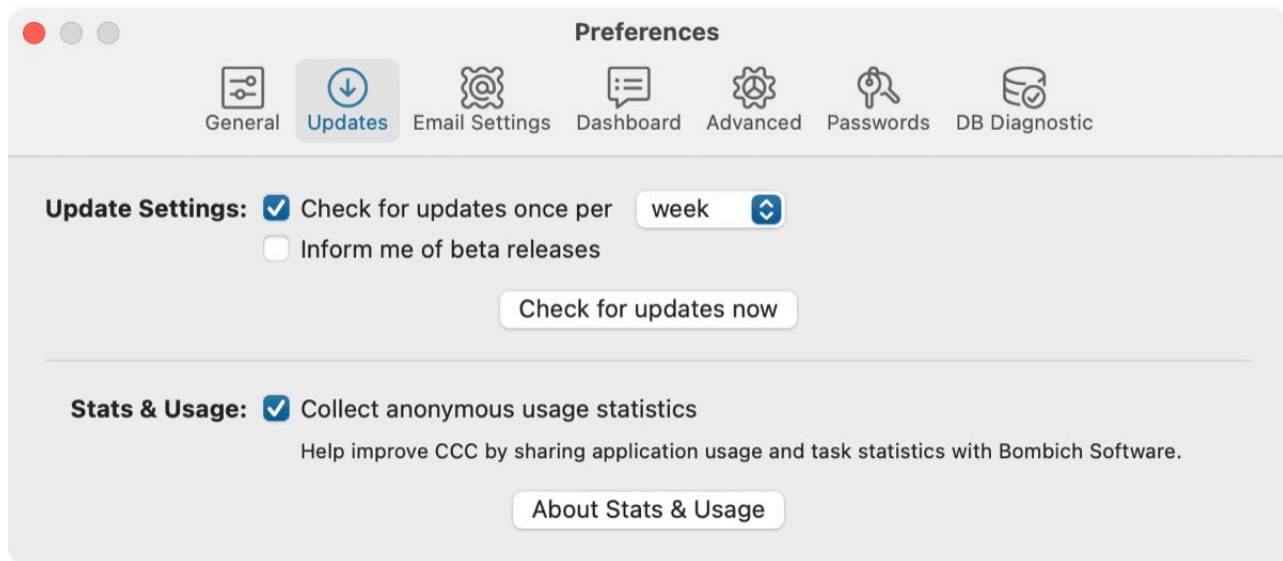 Preferences
General Updates Email Settings Dashboard Advanced Passwords DB Diagnostic
Update Settings: Check for updates once per week
Inform me of beta releases
Check for updates now
Stats & Usage: Collect anonymous usage statistics
Help improve CCC by sharing application usage and task statistics with Bombich Software.
About Stats & Usage